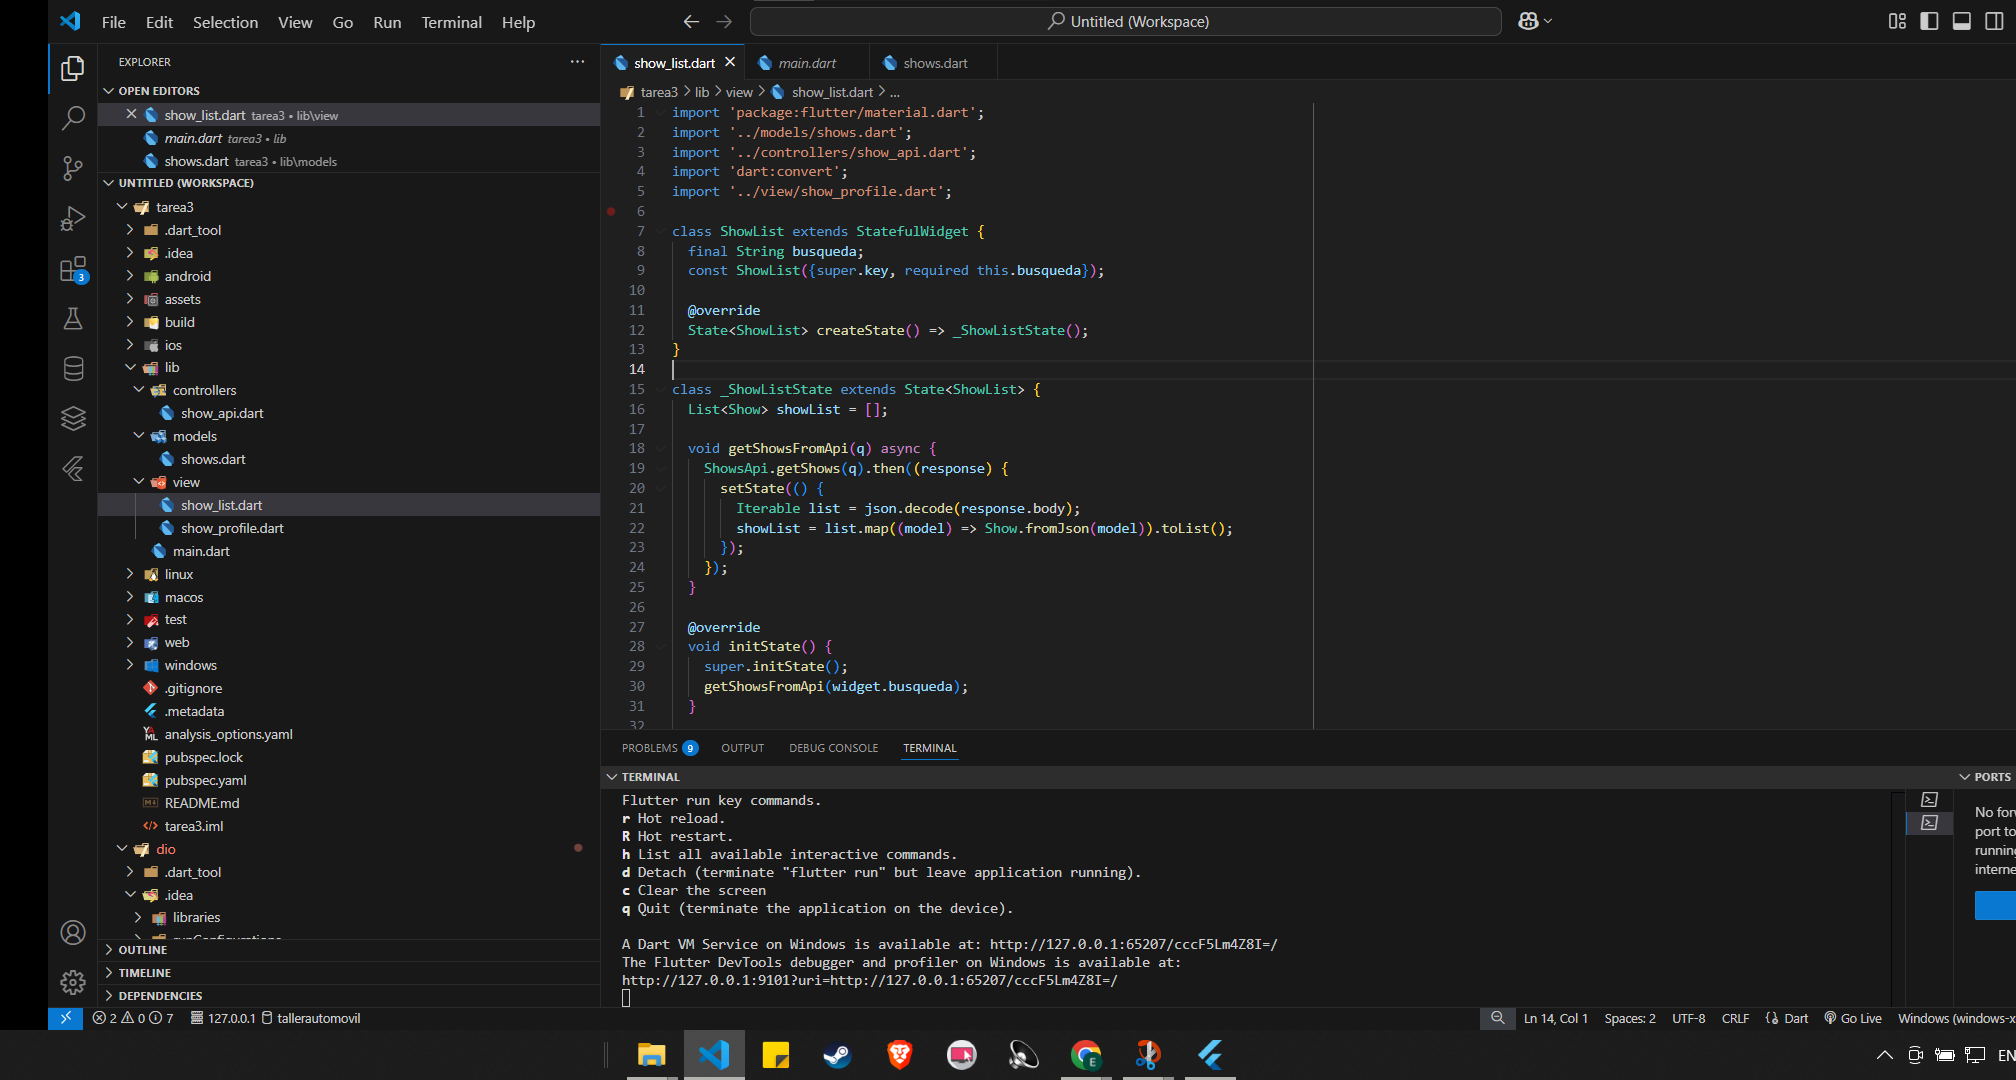 File Edit Selection View Go Run Terminal Help
Untitled (Workspace)
EXPLORER
OPEN EDITORS
show_list.dart tarea3 • lib\view
main.dart tarea3 • lib
shows.dart tarea3 • lib\models
UNTITLED (WORKSPACE)
tarea3
.dart_tool
.idea
android
assets
build
ios
lib
controllers
show_api.dart
models
shows.dart
view
show_list.dart
show_profile.dart
main.dart
linux
macos
test
web
windows
.gitignore
.metadata
analysis_options.yaml
pubspec.lock
pubspec.yaml
README.md
tarea3.iml
dio
.dart_tool
.idea
libraries
OUTLINE
TIMELINE
DEPENDENCIES
3
show_list.dart main.dart shows.dart
tarea3 > lib > view > show_list.dart > ...
1 import 'package:flutter/material.dart';
2 import '../models/shows.dart';
3 import '../controllers/show_api.dart';
4 import 'dart:convert';
5 import '../view/show_profile.dart';
6
7 class ShowList extends StatefulWidget {
8 final String busqueda;
9 const ShowList({super.key, required this.busqueda});
10
11 @override
12 State<ShowList> createState() => _ShowListState();
13 }
14
15 class _ShowListState extends State<ShowList> {
16 List<Show> showList = [];
17
18 void getShowsFromApi(q) async {
19 ShowsApi.getShows(q).then((response) {
20 setState(() {
21 Iterable list = json.decode(response.body);
22 showList = list.map((model) => Show.fromJson(model)).toList();
23 });
24 });
25 }
26
27 @override
28 void initState() {
29 super.initState();
30 getShowsFromApi(widget.busqueda);
31 }
32
PROBLEMS 9 OUTPUT DEBUG CONSOLE TERMINAL
TERMINAL
Flutter run key commands.
r Hot reload.
R Hot restart.
h List all available interactive commands.
d Detach (terminate "flutter run" but leave application running).
c Clear the screen
q Quit (terminate the application on the device).
A Dart VM Service on Windows is available at: http://127.0.0.1:65207/cccF5Lm4Z8I=/
The Flutter DevTools debugger and profiler on Windows is available at:
http://127.0.0.1:9101?uri=http://127.0.0.1:65207/cccF5Lm4Z8I=/
PORTS
No
port to
running
2 0 7 127.0.0.1 tallerautomovil
Ln 14, Col 1 Spaces: 2 UTF-8 CRLF Dart Go Live Windows
E
EN